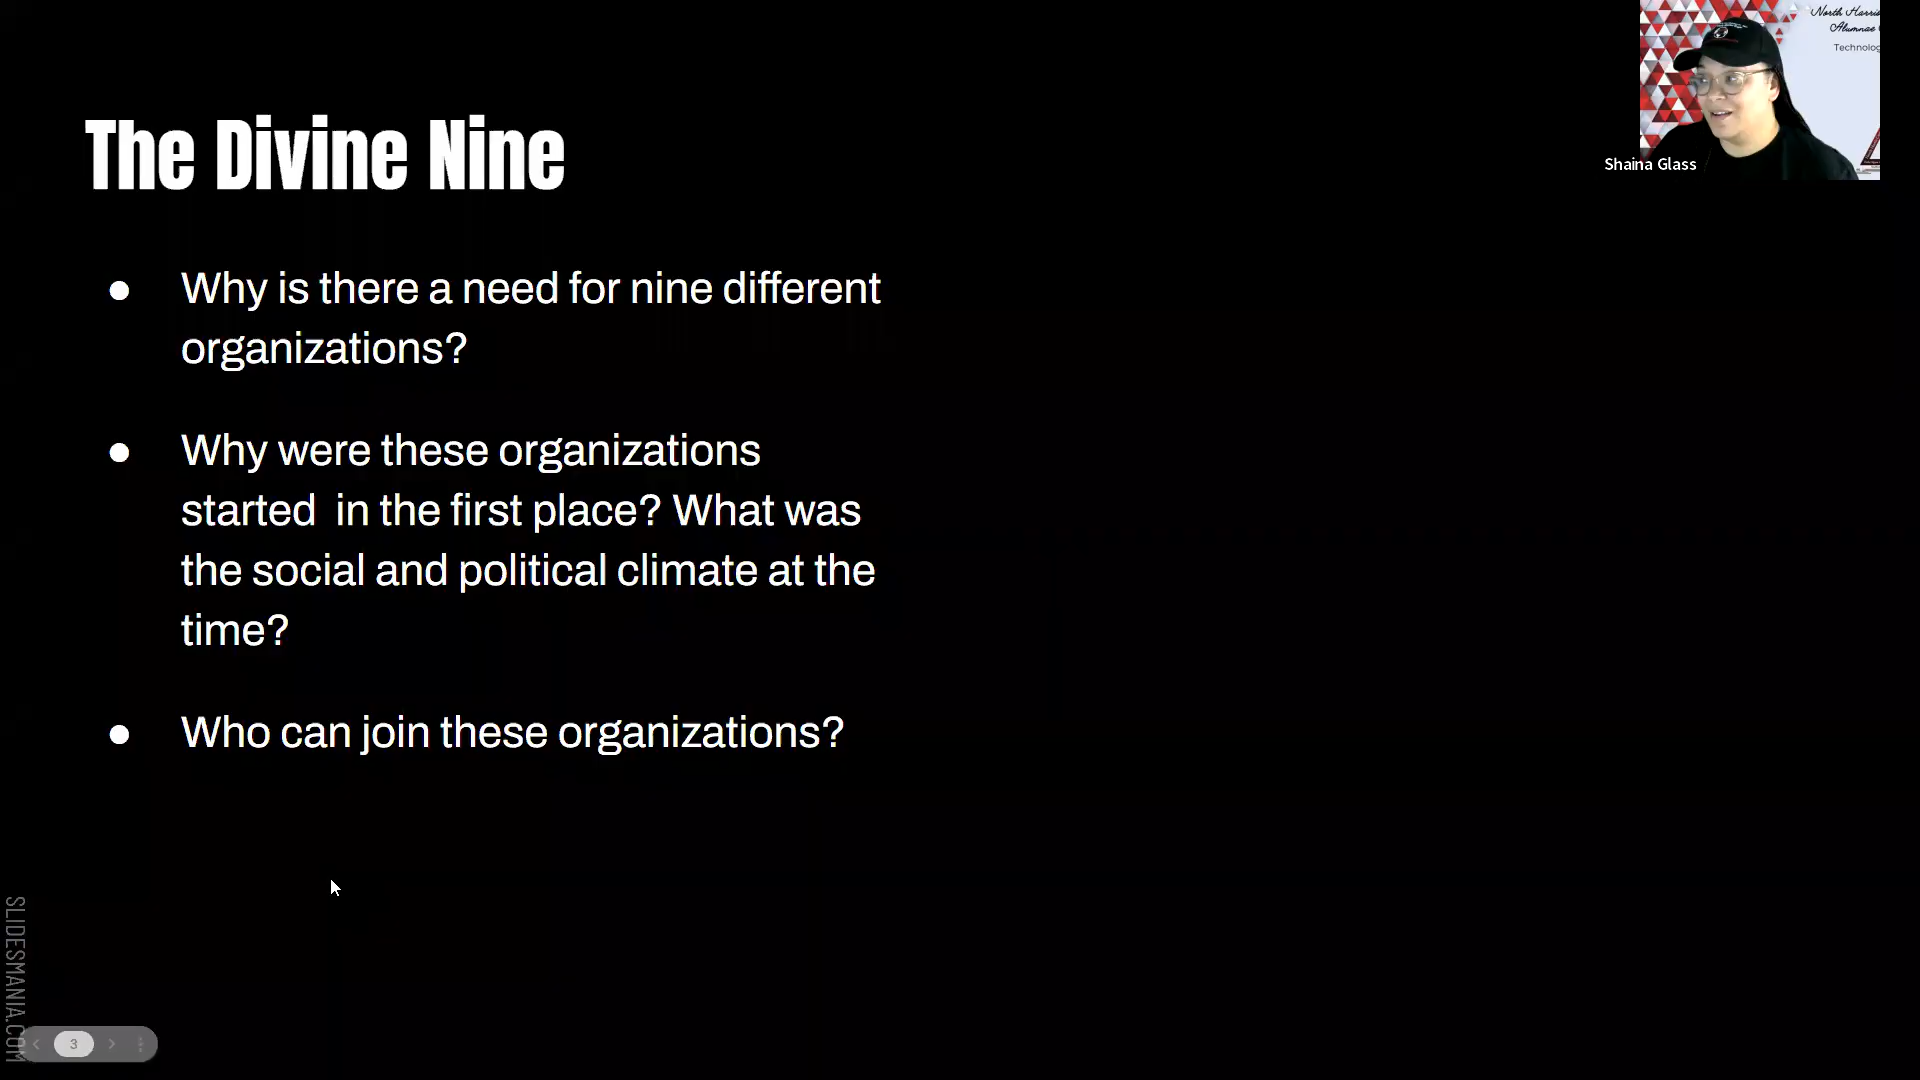 The Divine Nine
● Why is there a need for nine different
organizations?
● Why were these organizations
started  in the first place? What was
the social and political climate at the
time?
● Who can join these organizations?
North
Alumnae
Shaina Glass
SLIDESMANIA.COM
3